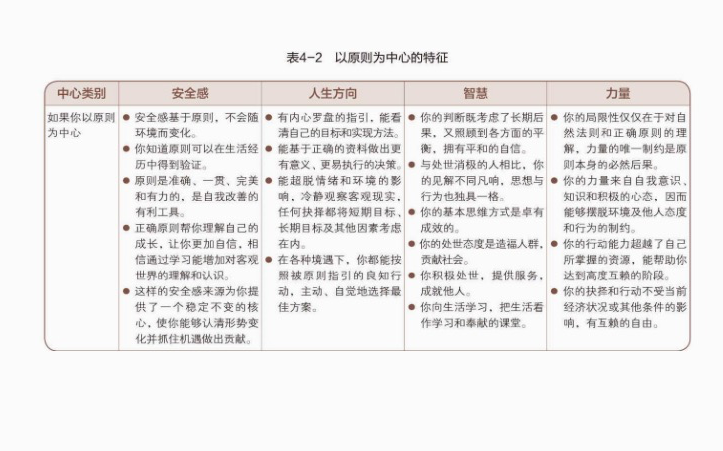 表4-2 以原则为中心的特征
中心类别
安全感
人生方向
智慧
力量
如果你以原则
为中心
● 安全感基于原则，不会随
环境而变化。
● 你知道原则可以在生活经
历中得到验证。
● 原则是准确、一贯、完美
和有力的，是自我改善的
有利工具。
● 正确原则帮你理解自己的
成长，让你更加自信，相
信通过学习能增加对客观
世界的理解和认识。
● 这样的安全感来源为你提
供了一个稳定不变的核
心，使你能够认清形势变
化并抓住机遇做出贡献。
● 有内心罗盘的指引，能看
清自己的目标和实现方法。
● 能基于正确的资料做出更
有意义、更易执行的决策。
● 能超脱情绪和环境的影
响，冷静观察客观现实，
任何抉择都将短期目标、
长期目标及其他因素考虑
在内。
● 在各种境遇下，你都能按
照被原则指引的良知行
动，主动、自觉地选择最
佳方案。
● 你的判断既考虑了长期后
果，又照顾到各方面的平
衡，拥有平和的自信。
● 与处世消极的人相比，你
的见解不同凡响，思想与
行为也独具一格。
● 你的基本思维方式是卓有
成效的。
● 你的处世态度是造福人群，
贡献社会。
● 你积极处世，提供服务，
成就他人。
● 你向生活学习，把生活看
作学习和奉献的课堂。
● 你的局限性仅仅在于对自
然法则和正确原则的理
解，力量的唯一制约是原
则本身的必然后果。
● 你的力量来自自我意识、
知识和积极的心态，因而
能够摆脱环境及他人态度
和行为的制约。
● 你的行动能力超越了自己
所掌握的资源，能帮助你
达到高度互赖的阶段。
● 你的抉择和行动不受当前
经济状况或其他条件的影
响，有互赖的自由。